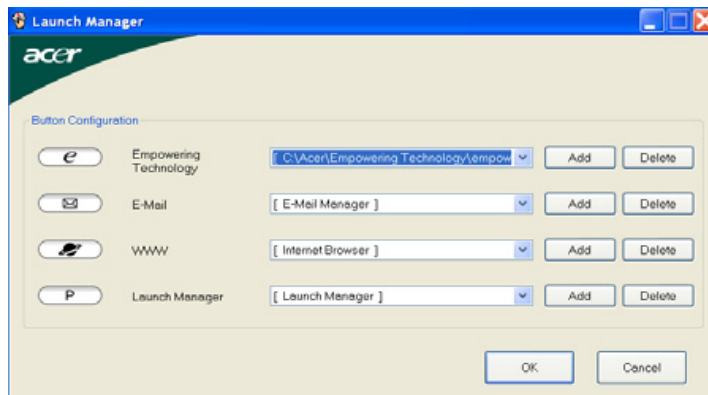 Launch Manager
acer
Button Configuration
e
Empowering
Technology
[ C:\Acer\Empowering Technology\empow
Add
Delete
E-Mail
[ E-Mail Manager ]
Add
Delete
WWW
[ Internet Browser ]
Add
Delete
P
Launch Manager
[ Launch Manager ]
Add
Delete
OK
Cancel